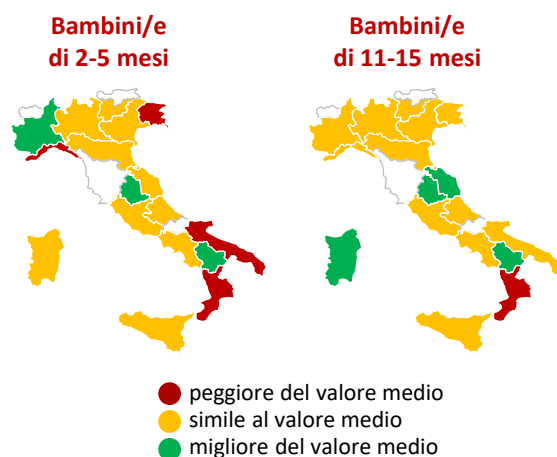 Bambini/e
di 2-5 mesi
Bambini/e
di 11-15 mesi
peggiore del valore medio
simile al valore medio
migliore del valore medio